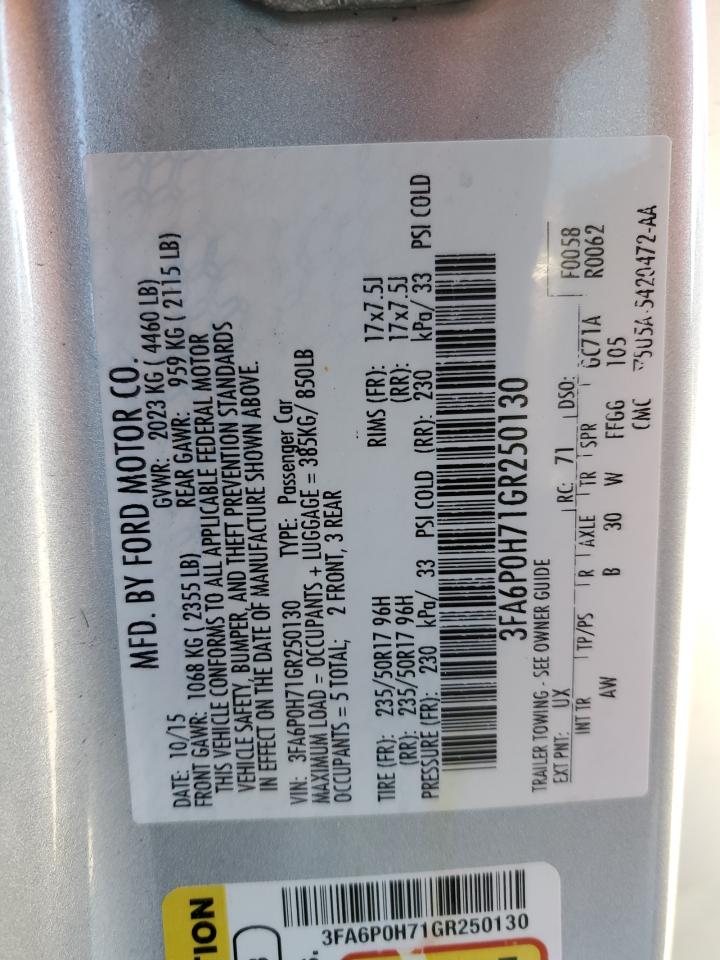 MFD. BY FORD MOTOR CO.
DATE: 10/15 GVWR: 2023 KG ( 4460 LB)
FRONT GAWR: 1068 KG ( 2355 LB) REAR GAWR: 959 KG ( 2115 LB)
THIS VEHICLE CONFORMS TO ALL APPLICABLE FEDERAL MOTOR
VEHICLE SAFETY, BUMPER, AND THEFT PREVENTION STANDARDS
IN EFFECT ON THE DATE OF MANUFACTURE SHOWN ABOVE.
VIN: 3FA6P0H71GR250130 TYPE: Passenger Car
MAXIMUM LOAD = OCCUPANTS + LUGGAGE = 385KG/ 850LB
OCCUPANTS = 5 TOTAL; 2 FRONT, 3 REAR
TIRE (FR): 235/50R17 96H RIMS (FR): 17x7.5J
(RR): 235/50R17 96H (RR): 17x7.5J
PRESSURE (FR): 230 kPa/ 33 PSI COLD (RR): 230 kPa/ 33 PSI COLD
3FA6P0H71GR250130
TRAILER TOWING - SEE OWNER GUIDE F0058
EXT PNT: UX RC: 71 DSO: R0062
INT TR TP/PS R AXLE TR SPR GC71A
AW B 30 W FFGG 105
CMC 5U5A-5420472-AA
TION
3FA6P0H71GR250130